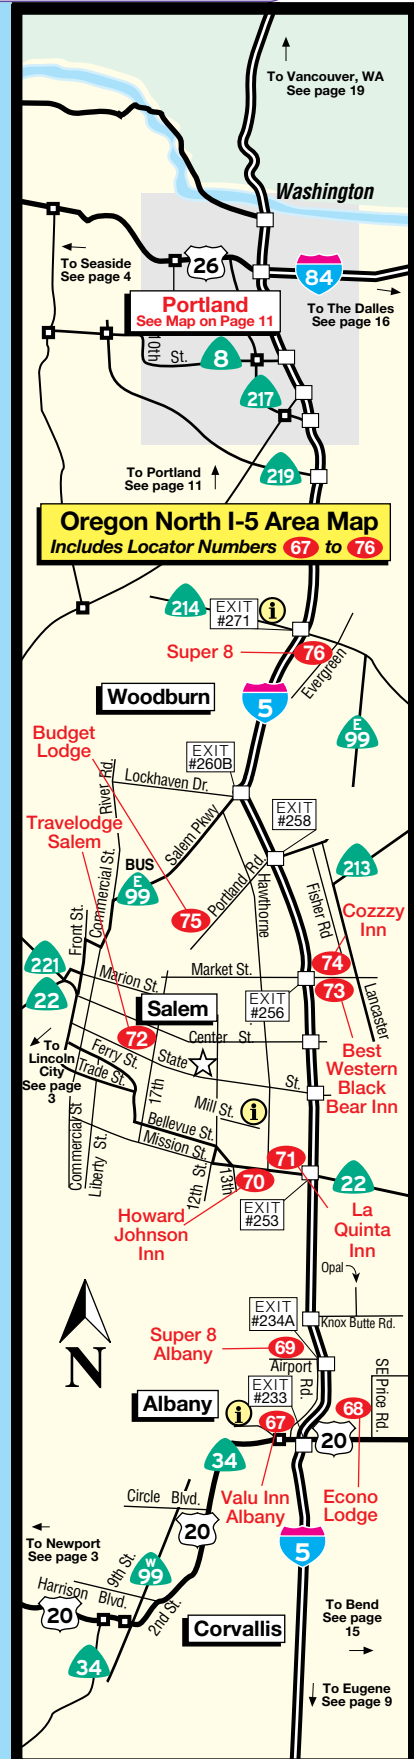 To Vancouver, WA
See page 19
Washington
To Seaside
See page 4
26
84
To The Dalles
See page 16
Portland
See Map on Page 11
10th
St.
8
217
To Portland
See page 11
219
Oregon North I-5 Area Map
Includes Locator Numbers 67 to 76
214
EXIT
#271
i
Super 8
76
Evergreen
Woodburn
5
E
99
Budget
Lodge
EXIT
#260B
River Rd.
Lockhaven Dr.
EXIT
#258
Travelodge
Salem
Commercial St.
Salem Pkwy
BUS
E
99
Portland Rd.
Hawthorne
Fisher Rd
213
Cozzzy
Inn
75
Front St.
221
22
Marion St.
Market St.
74
73
Lancaster
Salem
EXIT
#256
72
Center St.
Best
Western
Black
Bear Inn
To
Lincoln
City
See page
3
Ferry St.
State
St.
Trade St.
17th
Mill St.
i
Bellevue St.
Mission St.
Commercial St
Liberty St.
12th St.
13th
71
70
22
EXIT
#253
Howard
Johnson
Inn
La
Quinta
Inn
Opal
N
EXIT
#234A
Knox Butte Rd.
Super 8
Albany
69
Airport
Rd.
SE Price Rd.
EXIT
#233
Albany
i
67
68
20
34
Circle Blvd.
Valu Inn
Albany
Econo
Lodge
20
5
To Newport
See page 3
9th St.
W
99
Harrison Blvd.
2nd St.
20
Corvallis
To Bend
See page
15
34
To Eugene
See page 9